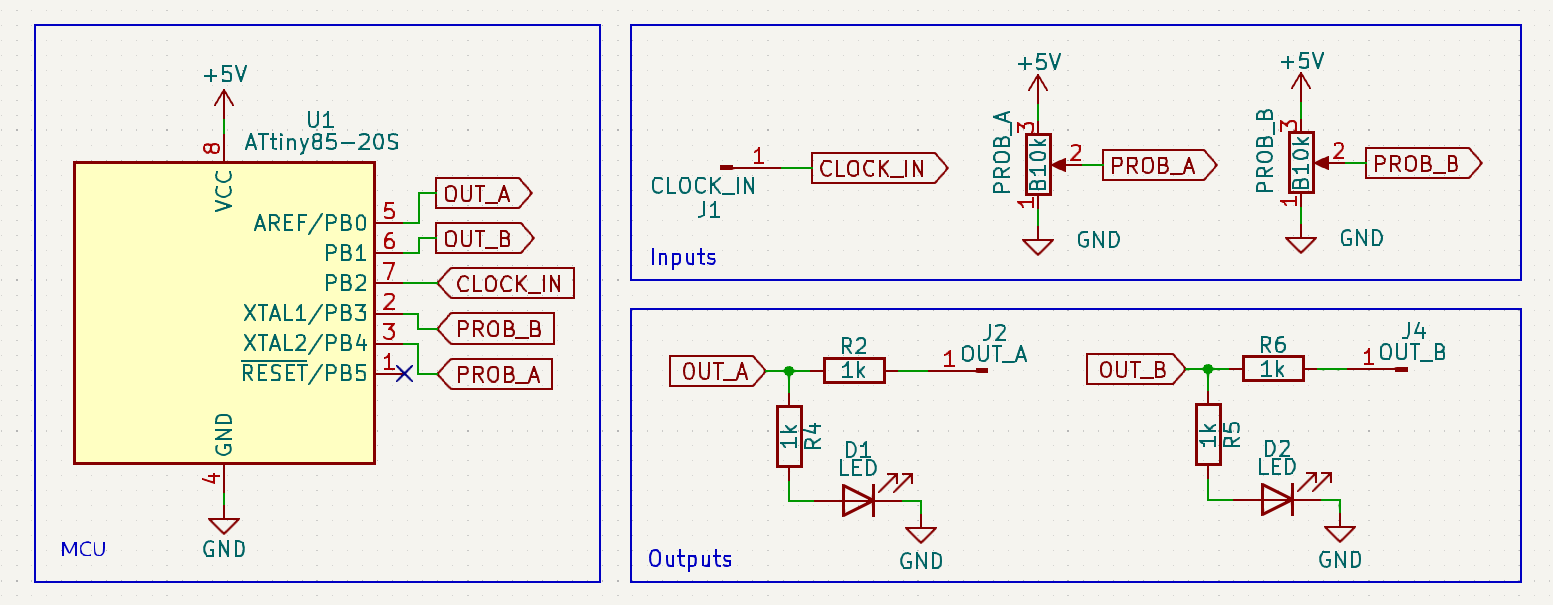 +5V
U1
ATtiny85-20S
8
VCC
AREF/PB0
5
OUT_A
PB1
6
OUT_B
PB2
7
CLOCK_IN
XTAL1/PB3
2
PROB_B
XTAL2/PB4
3
PROB_A
RESET/PB5
1
GND
4
GND
MCU
1
CLOCK_IN
CLOCK_IN
J1
+5V
PROB_A
3
B10k
2
PROB_A
1
GND
+5V
PROB_B
3
B10k
2
PROB_B
1
GND
Inputs
OUT_A
R2
1k
1
J2
OUT_A
1k
R4
D1
LED
GND
OUT_B
R6
1k
1
J4
OUT_B
1k
R5
D2
LED
GND
Outputs